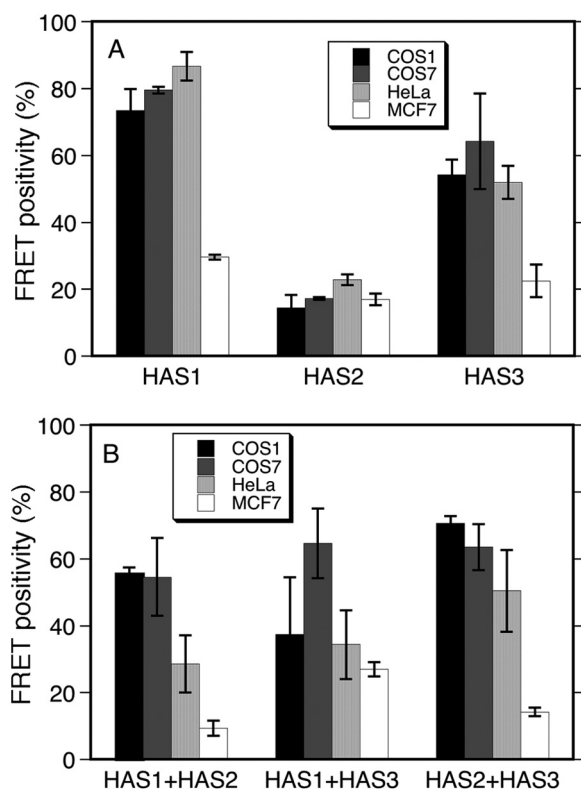 A
COS1
COS7
HeLa
MCF7
FRET positivity (%)
100
80
60
40
20
0
HAS1 HAS2 HAS3
B
COS1
COS7
HeLa
MCF7
FRET positivity (%)
100
80
60
40
20
0
HAS1+HAS2 HAS1+HAS3 HAS2+HAS3